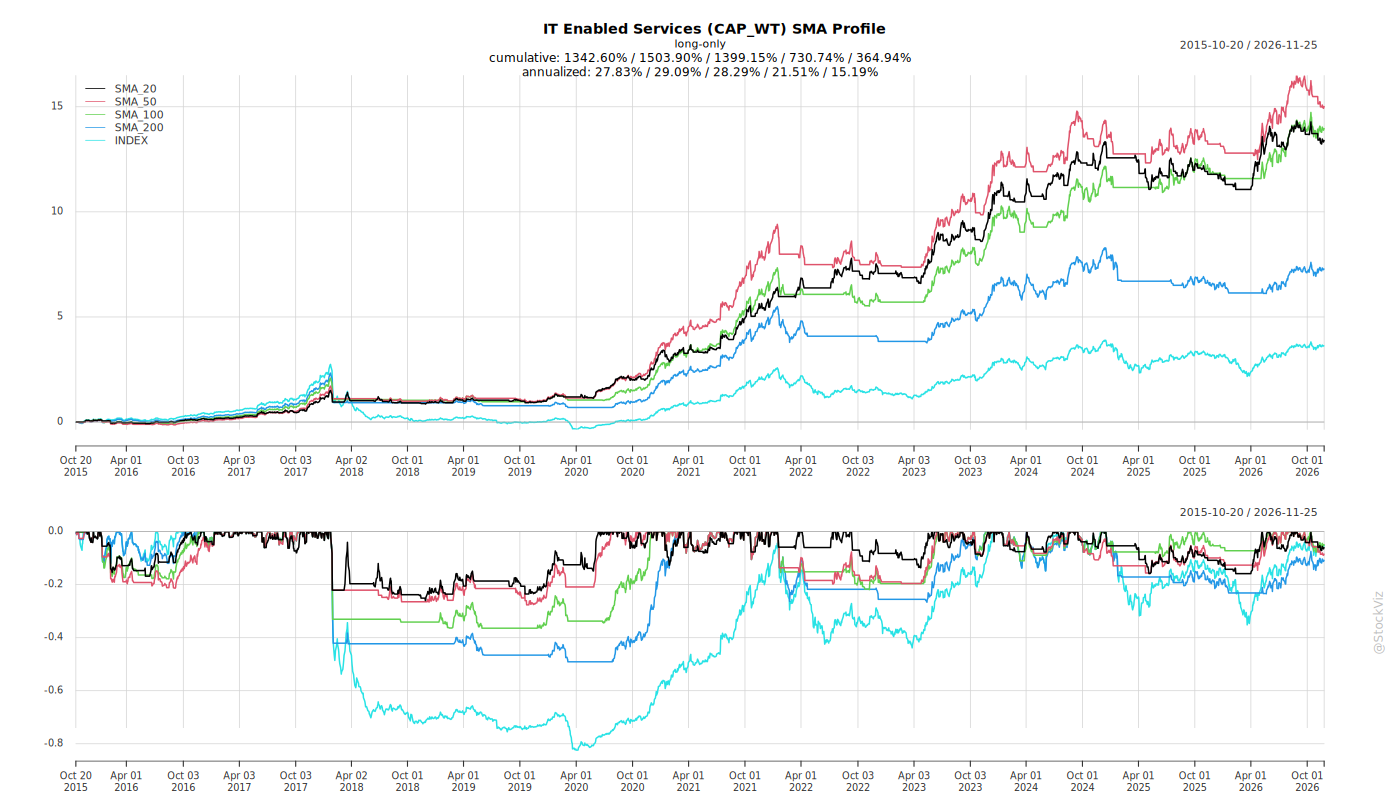 IT Enabled Services (CAP_WT) SMA Profile
long-only
cumulative: 1342.60% / 1503.90% / 1399.15% / 730.74% / 364.94%
annualized: 27.83% / 29.09% / 28.29% / 21.51% / 15.19%
2015-10-20 / 2026-11-25
SMA_20
SMA_50
SMA_100
SMA_200
INDEX
15
10
5
0
Oct 20 Apr 01 Oct 03 Apr 03 Oct 03 Apr 02 Oct 01 Apr 01 Oct 01 Apr 01 Oct 01 Apr 01 Oct 01 Apr 01 Oct 03 Apr 03 Oct 03 Apr 01 Oct 01 Apr 01 Oct 01 Apr 01 Oct 01
2015 2016 2016 2017 2017 2018 2018 2019 2019 2020 2020 2021 2021 2022 2022 2023 2023 2024 2024 2025 2025 2026 2026
2015-10-20 / 2026-11-25
0.0
-0.2
-0.4
-0.6
-0.8
Oct 20 Apr 01 Oct 03 Apr 03 Oct 03 Apr 02 Oct 01 Apr 01 Oct 01 Apr 01 Oct 01 Apr 01 Oct 01 Apr 01 Oct 03 Apr 03 Oct 03 Apr 01 Oct 01 Apr 01 Oct 01 Apr 01 Oct 01
2015 2016 2016 2017 2017 2018 2018 2019 2019 2020 2020 2021 2021 2022 2022 2023 2023 2024 2024 2025 2025 2026 2026
@StockViz